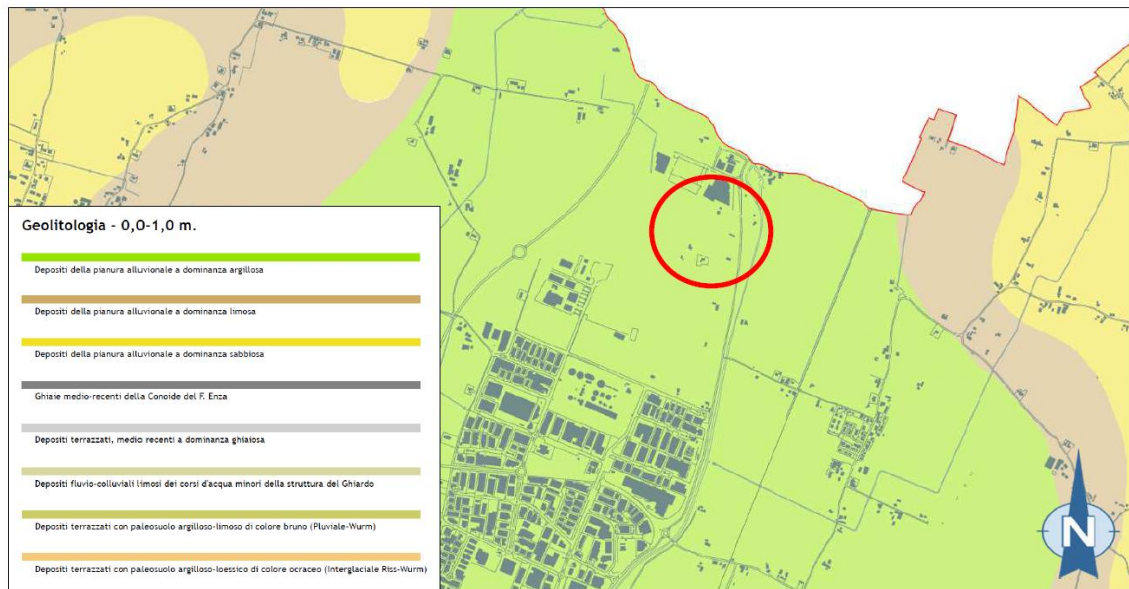 Geolitologia - 0,0-1,0 m.
Depositi della pianura alluvionale a dominanza argillosa
Depositi della pianura alluvionale a dominanza limosa
Depositi della pianura alluvionale a dominanza sabbiosa
Ghiaie medio-recenti della Conoide del F. Enza
Depositi terrazzati, medio recenti a dominanza ghiaiosa
Depositi fluvio-colluviali limosi dei corsi d'acqua minori della struttura del Ghiardo
Depositi terrazzati con paleosuolo argilloso-limoso di colore bruno (Pluviale-Wurm)
Depositi terrazzati con paleosuolo argilloso-loessico di colore ocraceo (Interglaciale Riss-Wurm)
N